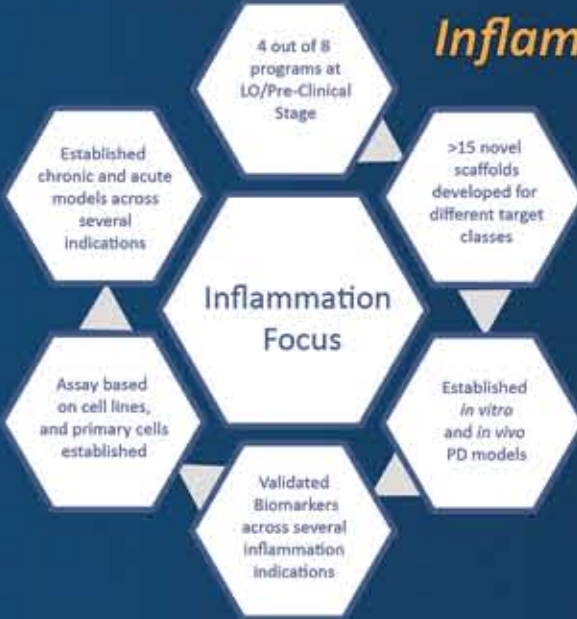 Inflam
4 out of 8
programs at
LO/Pre-Clinical
Stage
>15 novel
scaffolds
developed for
different target
classes
Established
in vitro
and in vivo
PD models
Validated
Biomarkers
across several
inflammation
indications
Assay based
on cell lines,
and primary cells
established
Established
chronic and acute
models across
several
indications
Inflammation
Focus